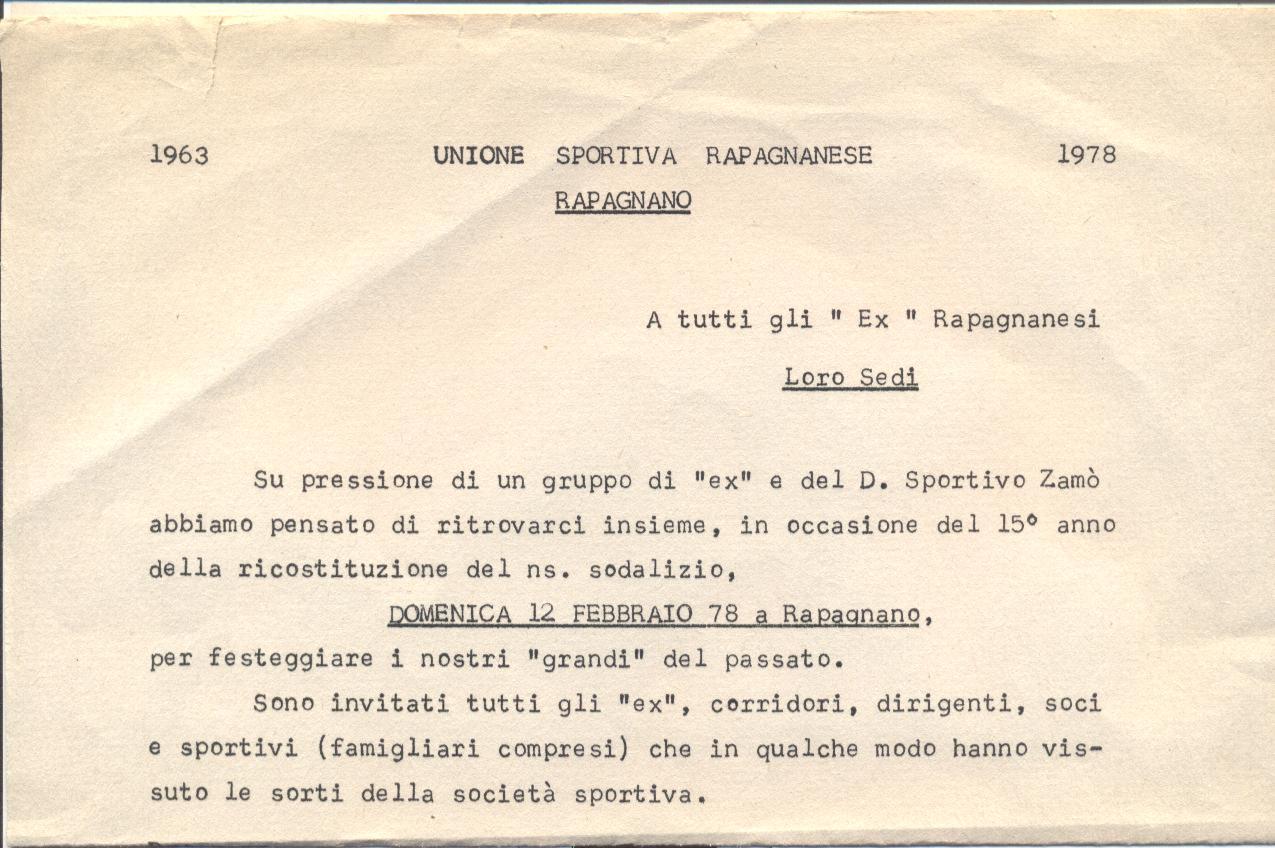 1963 UNIONE SPORTIVA RAPAGNANESE 1978
RAPAGNANO
A tutti gli " Ex " Rapagnanesi
Loro Sedi
Su pressione di un gruppo di "ex" e del D. Sportivo Zamò
abbiamo pensato di ritrovarci insieme, in occasione del 15° anno
della ricostituzione del ns. sodalizio,
DOMENICA 12 FEBBRAIO 78 a Rapagnano,
per festeggiare i nostri "grandi" del passato.
Sono invitati tutti gli "ex", corridori, dirigenti, soci
e sportivi (famigliari compresi) che in qualche modo hanno vis-
suto le sorti della società sportiva.